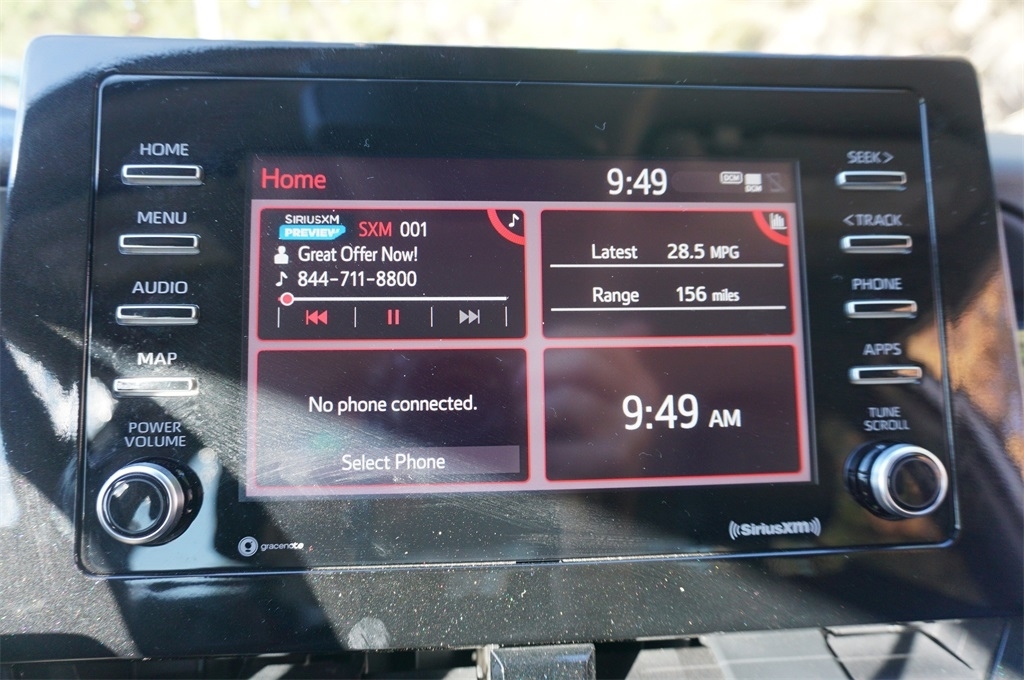 HOME
MENU
AUDIO
MAP
POWER
VOLUME
Home
9:49
DCM
DCM
SIRIUSXM
PREVIEW
SXM 001
Great Offer Now!
844-711-8800
Latest 28.5 MPG
Range 156 miles
No phone connected.
Select Phone
9:49 AM
SEEK >
< TRACK
PHONE
APPS
TUNE
SCROLL
gracenote
SiriusXM